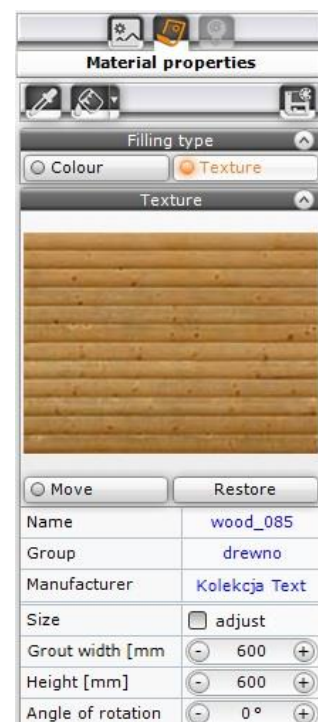 Material properties
Filling type
Colour Texture
Texture
Move Restore
Name wood_085
Group drewno
Manufacturer Kolekcja Text
Size adjust
Grout width [mm - 600 +
Height [mm] - 600 +
Angle of rotation - 0° +